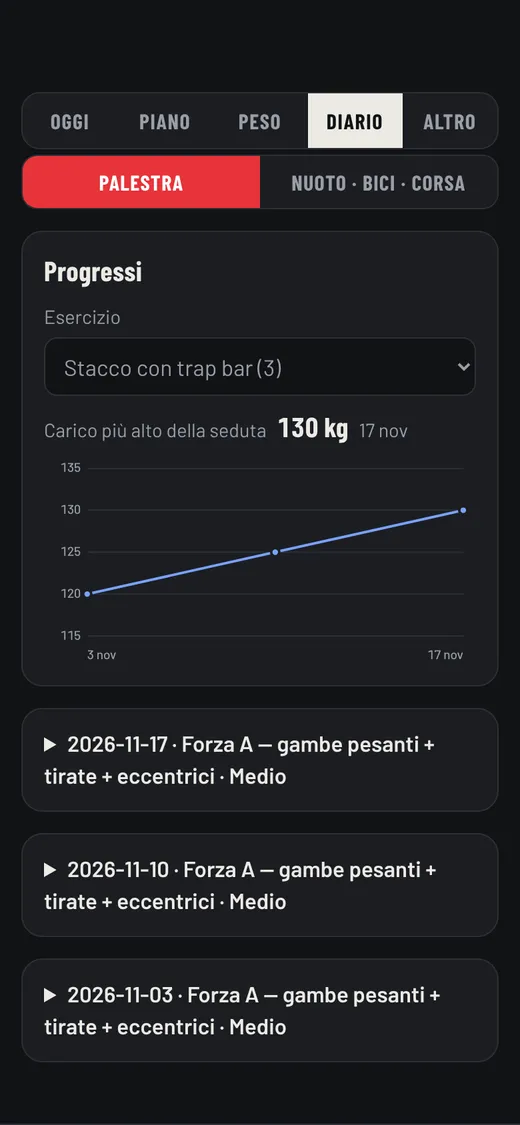 OGGI PIANO PESO DIARIO ALTRO
PALESTRA NUOTO · BICI · CORSA
Progressi
Esercizio
Stacco con trap bar (3)
Carico più alto della seduta 130 kg 17 nov
135
130
125
120
115
3 nov 17 nov
▶ 2026-11-17 · Forza A — gambe pesanti +
tirate + eccentrici · Medio
▶ 2026-11-10 · Forza A — gambe pesanti +
tirate + eccentrici · Medio
▶ 2026-11-03 · Forza A — gambe pesanti +
tirate + eccentrici · Medio